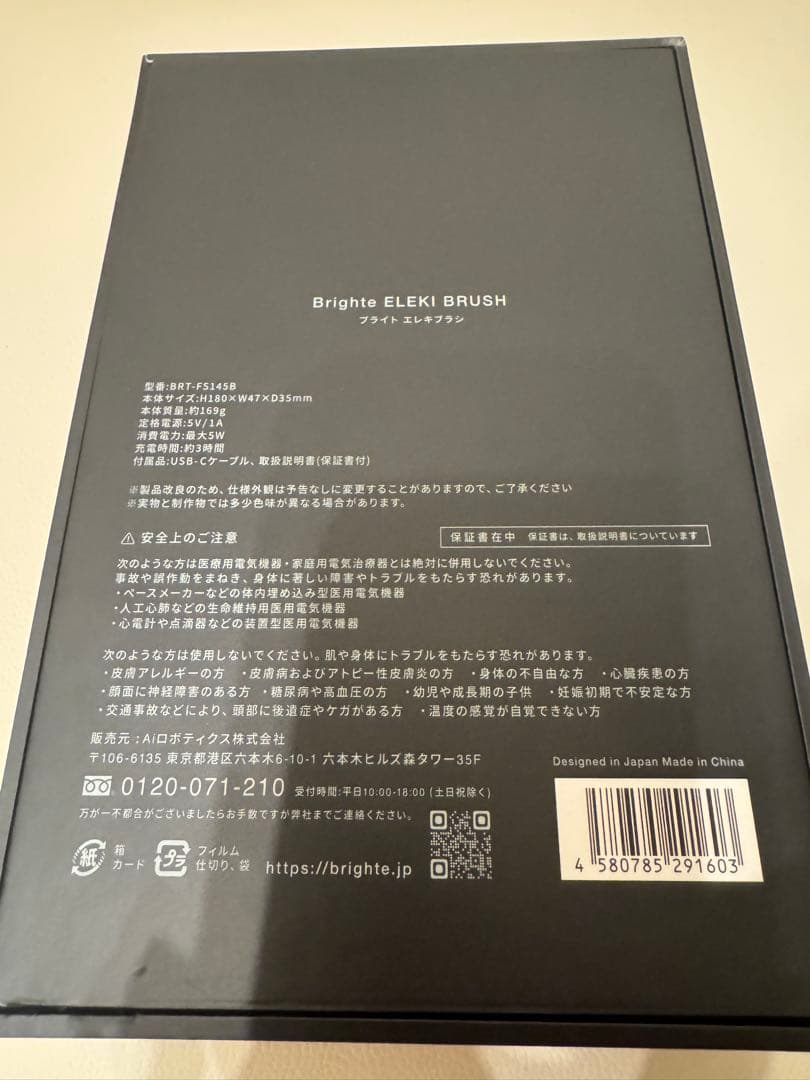 Brighte ELEKI BRUSH
ブライト エレキブラシ
型番:BRT-FS145B
本体サイズ:H180×W47×D35mm
本体質量:約169g
定格電源:5V/1A
消費電力:最大5W
充電時間:約3時間
付属品:USB-Cケーブル、取扱説明書(保証書付)
※製品改良のため、仕様外観は予告なしに変更することがありますので、ご了承ください
※実物と制作物では多少色味が異なる場合があります。
⚠ 安全上のご注意
保証書在中 保証書は、取扱説明書についています
次のような方は医療用電気機器・家庭用電気治療器とは絶対に併用しないでください。
事故や誤作動をまねき、身体に著しい障害やトラブルをもたらす恐れがあります。
・ペースメーカーなどの体内埋め込み型医用電気機器
・人工心肺などの生命維持用医用電気機器
・心電計や点滴器などの装置型医用電気機器
次のような方は使用しないでください。肌や身体にトラブルをもたらす恐れがあります。
・皮膚アレルギーの方 ・皮膚病およびアトピー性皮膚炎の方 ・身体の不自由な方 ・心臓疾患の方
・顔面に神経障害のある方 ・糖尿病や高血圧の方 ・幼児や成長期の子供 ・妊娠初期で不安定な方
・交通事故などにより、頭部に後遺症やケガがある方 ・温度の感覚が自覚できない方
販売元:Aiロボティクス株式会社
〒106-6135 東京都港区六本木6-10-1 六本木ヒルズ森タワー35F
0120-071-210 受付時間:平日10:00-18:00 (土日祝除く)
万が一不都合がございましたらお手数ですが弊社までご連絡ください。
紙 箱
カード
プラ フィルム
仕切り、袋
https://brighte.jp
Designed in Japan Made in China
4 580785 291603